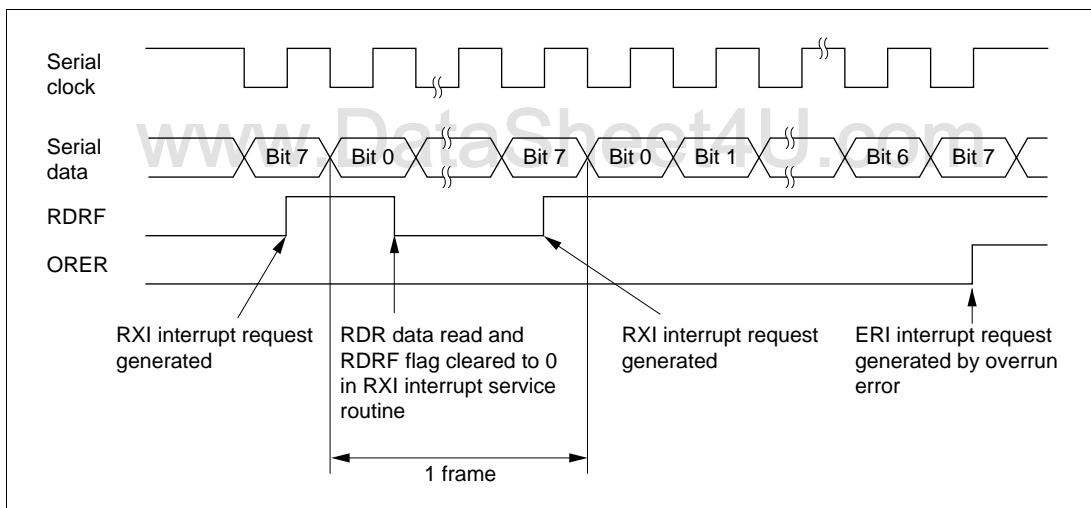 Serial
clock
www.DataSheet4U.com
Serial
data
Bit 7 Bit 0 Bit 7 Bit 0 Bit 1 Bit 6 Bit 7
RDRF
ORER
RXI interrupt request
generated
RDR data read and
RDRF flag cleared to 0
in RXI interrupt service
routine
RXI interrupt request
generated
ERI interrupt request
generated by overrun
error
1 frame